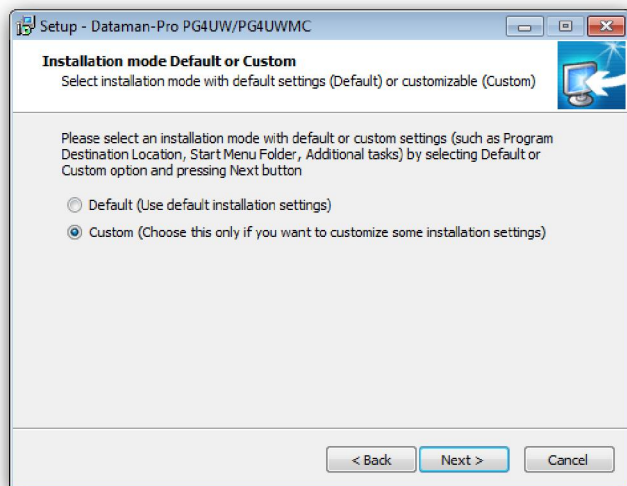 Setup - Dataman-Pro PG4UW/PG4UWMC
Installation mode Default or Custom
Select installation mode with default settings (Default) or customizable (Custom)
Please select an installation mode with default or custom settings (such as Program
Destination Location, Start Menu Folder, Additional tasks) by selecting Default or
Custom option and pressing Next button
Default (Use default installation settings)
Custom (Choose this only if you want to customize some installation settings)
< Back Next > Cancel